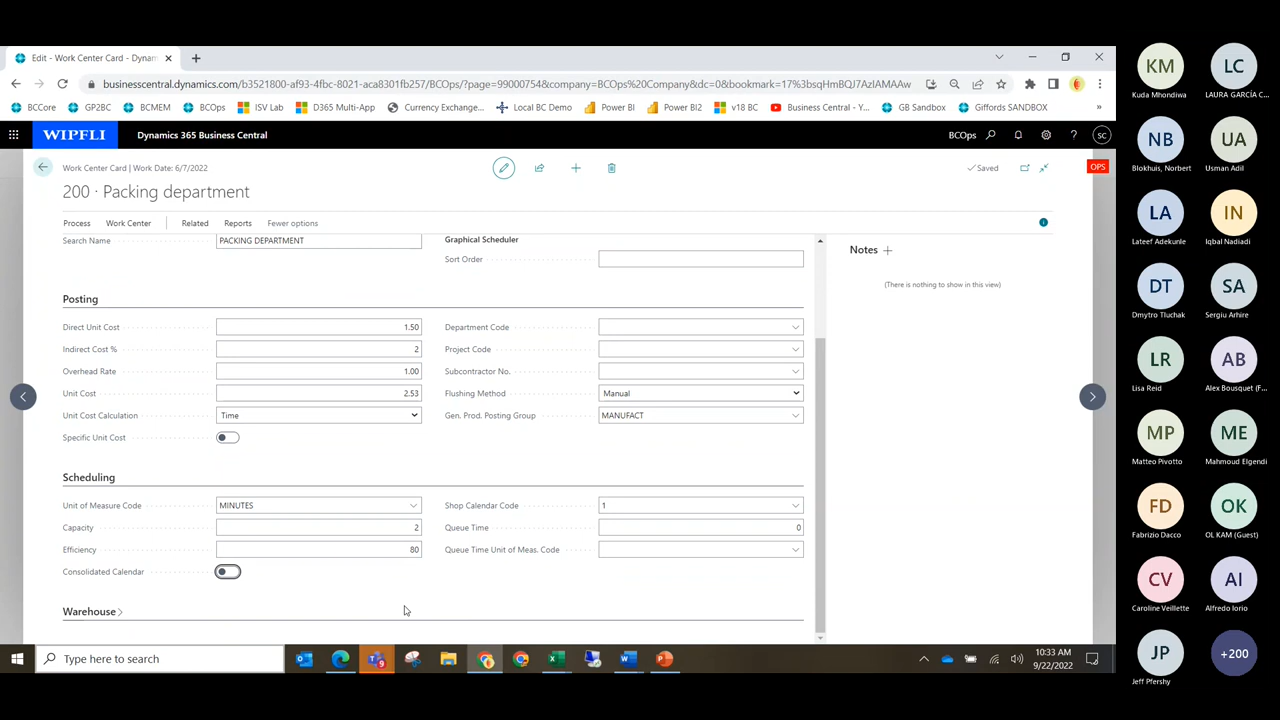 Edit - Work Center Card - Dynam
businesscentral.dynamics.com/b3521800-af93-4fbc-8021-aca8301fb257/BCOps/?page=99000754&company=BCOps%20Company&dc=0&bookmark=17%3bsqHmBQJ7AzIAMAAw...
BCCore GP2BC BCMEM BCOps ISV Lab D365 Multi-App Currency Exchange... Local BC Demo Power BI Power BI2 v18 BC Business Central - Y... GB Sandbox Giffords SANDBOX »
WIPFLI Dynamics 365 Business Central BCOps ? SC
Work Center Card | Work Date: 6/7/2022 Saved OPS
200 · Packing department
Process Work Center Related Reports Fewer options
Search Name PACKING DEPARTMENT
Graphical Scheduler
Sort Order
Notes
(There is nothing to show in this view)
Posting
Direct Unit Cost 1.50 Department Code
Indirect Cost % 2 Project Code
Overhead Rate 1.00 Subcontractor No.
Unit Cost 2.53 Flushing Method Manual
Unit Cost Calculation Time Gen. Prod. Posting Group MANUFACT
Specific Unit Cost
Scheduling
Unit of Measure Code MINUTES Shop Calendar Code 1
Capacity 2 Queue Time 0
Efficiency 80 Queue Time Unit of Meas. Code
Consolidated Calendar
Warehouse
Type here to search
10:33 AM
9/22/2022
KM LC
Kuda Mhondiwa LAURA GARCÍA C...
NB UA
Blokhuis, Norbert Usman Adil
LA IN
Lateef Adekunle Iqbal Nadiadi
DT SA
Dmytro Tluchak Sergiu Arhire
LR AB
Lisa Reid Alex Bousquet (F...
MP ME
Matteo Pivotto Mahmoud Elgendi
FD OK
Fabrizio Dacco OL KAM (Guest)
CV AI
Caroline Veillette Alfredo Iorio
JP +200
Jeff Pfershy